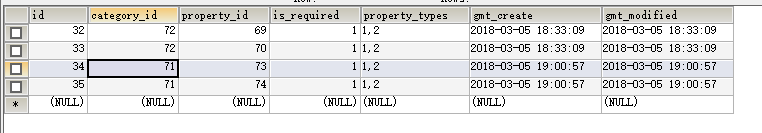 id category_id property_id is_required property_types gmt_create gmt_modified
32 72 69 1 1,2 2018-03-05 18:33:09 2018-03-05 18:33:09
33 72 70 1 1,2 2018-03-05 18:33:09 2018-03-05 18:33:09
34 71 73 1 1,2 2018-03-05 19:00:57 2018-03-05 19:00:57
35 71 74 1 1,2 2018-03-05 19:00:57 2018-03-05 19:00:57
* (NULL) (NULL) (NULL) (NULL) (NULL) (NULL) (NULL)